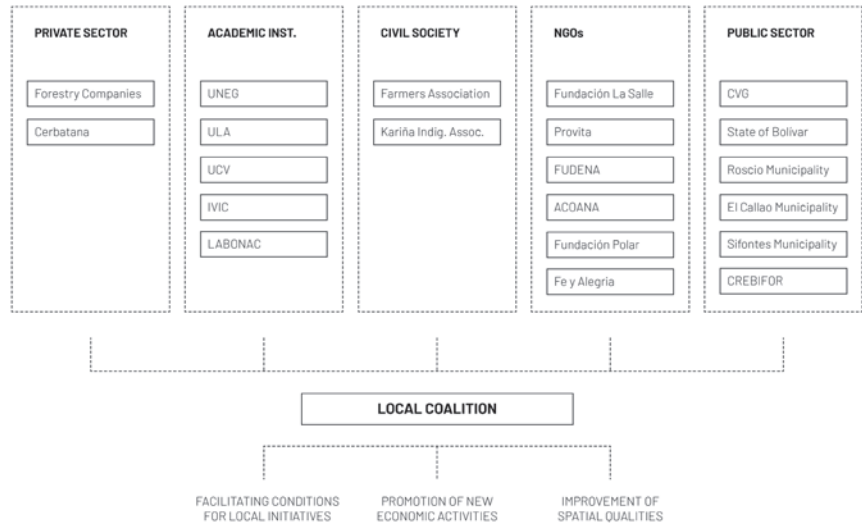 PRIVATE SECTOR
Forestry Companies
Cerbatana
ACADEMIC INST.
UNEG
ULA
UCV
IVIC
LABONAC
CIVIL SOCIETY
Farmers Association
Kariña Indig. Assoc.
NGOs
Fundación La Salle
Provita
FUDENA
ACOANA
Fundación Polar
Fe y Alegria
PUBLIC SECTOR
CVG
State of Bolívar
Roscio Municipality
El Callao Municipality
Sifontes Municipality
CREBIFOR
LOCAL COALITION
FACILITATING CONDITIONS
FOR LOCAL INITIATIVES
PROMOTION OF NEW
ECONOMIC ACTIVITIES
IMPROVEMENT OF
SPATIAL QUALITIES